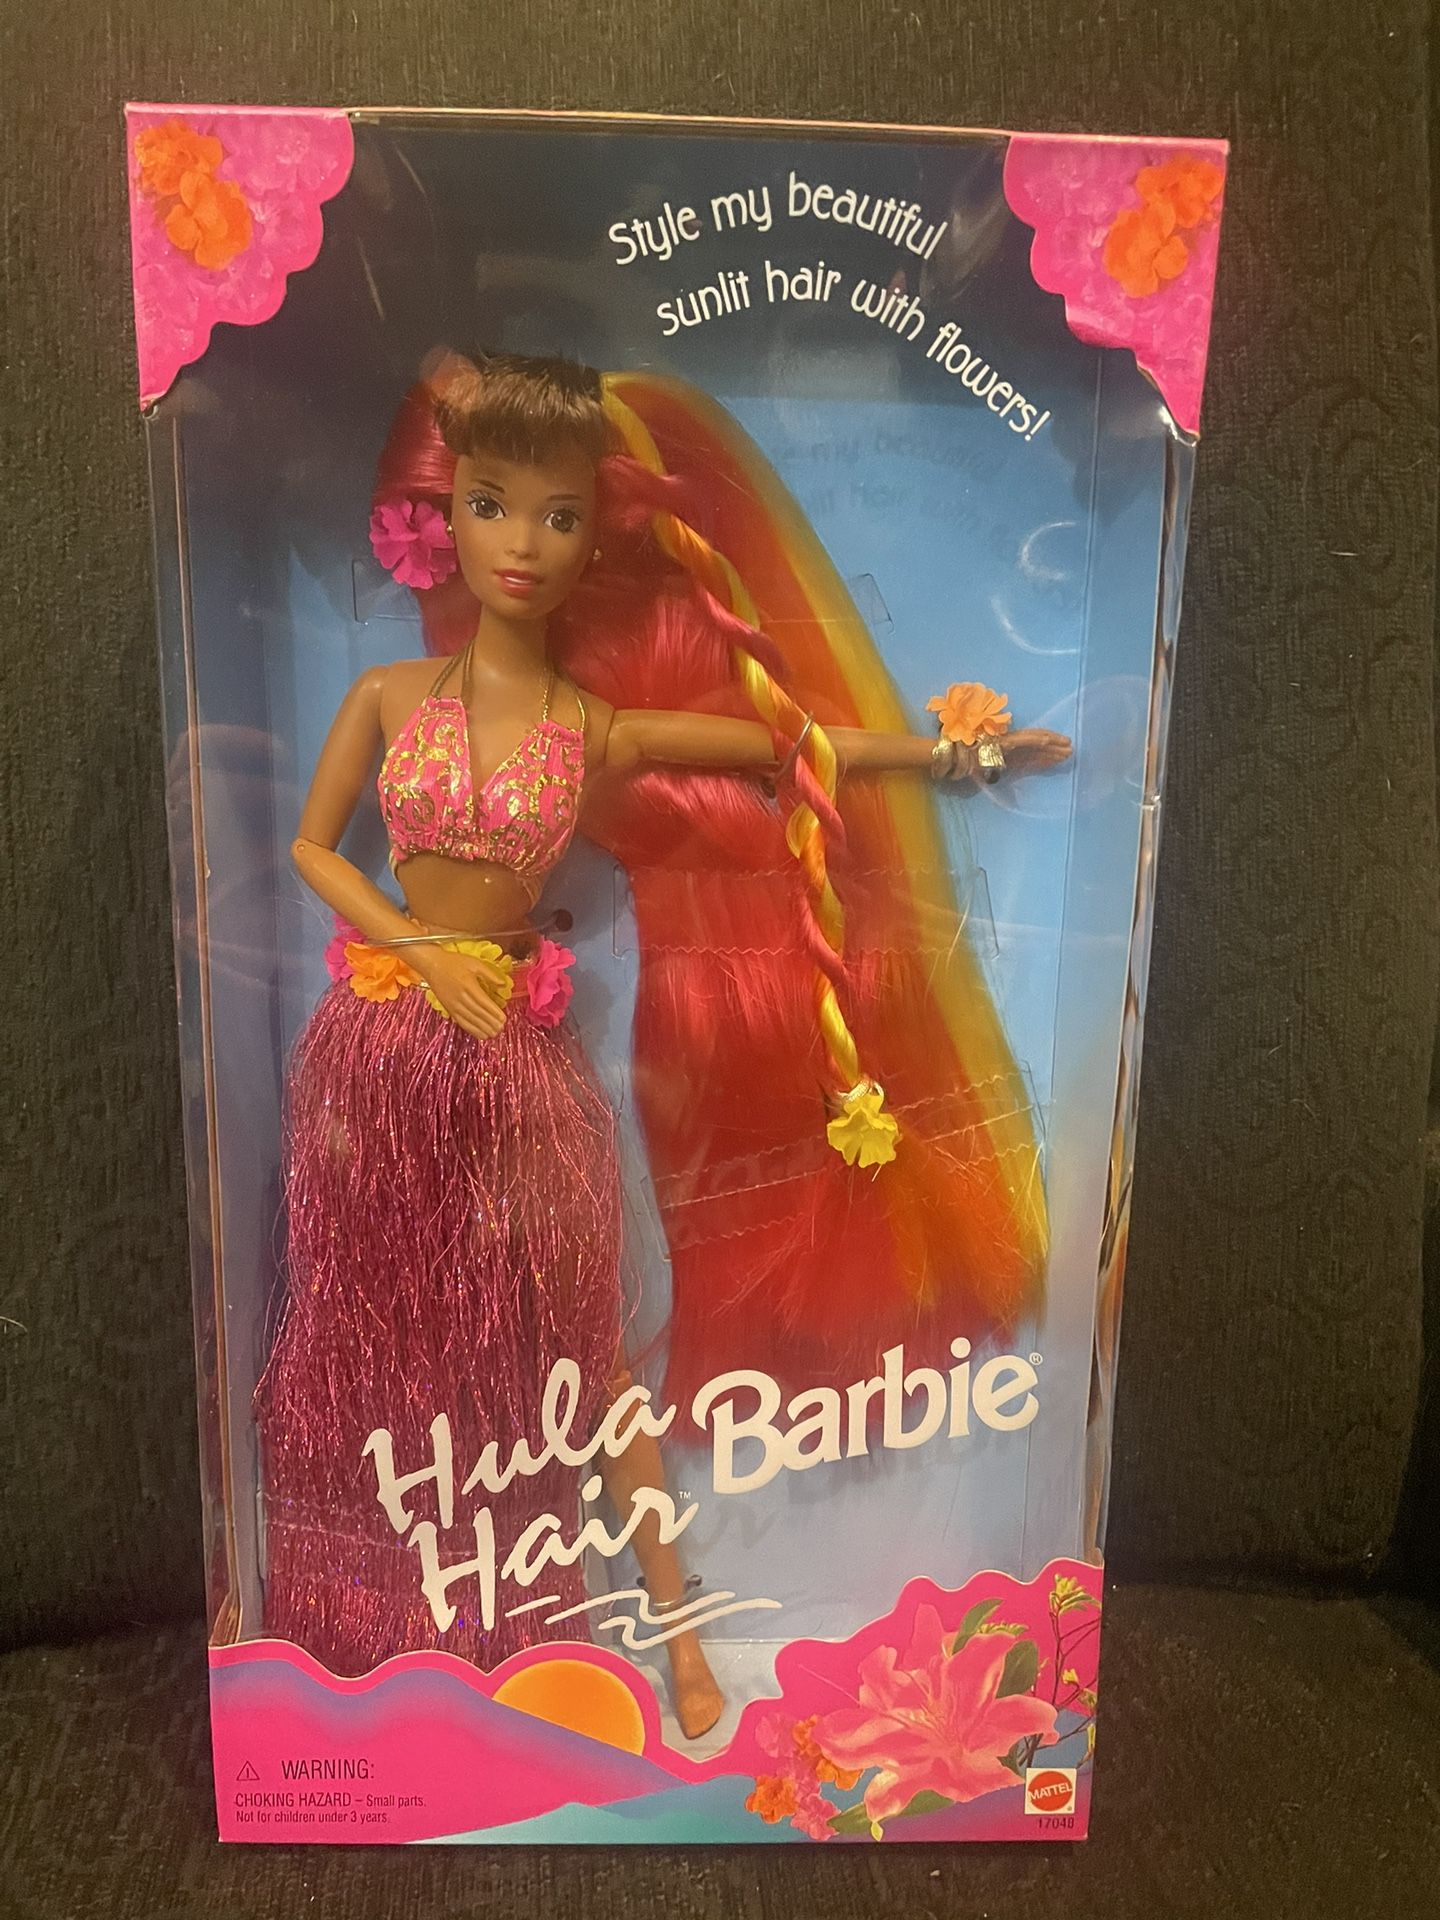 Style my beautiful
sunlit hair with flowers!
Hula
Hair™
Barbie®
⚠ WARNING:
CHOKING HAZARD – Small parts.
Not for children under 3 years.
MATTEL
17048